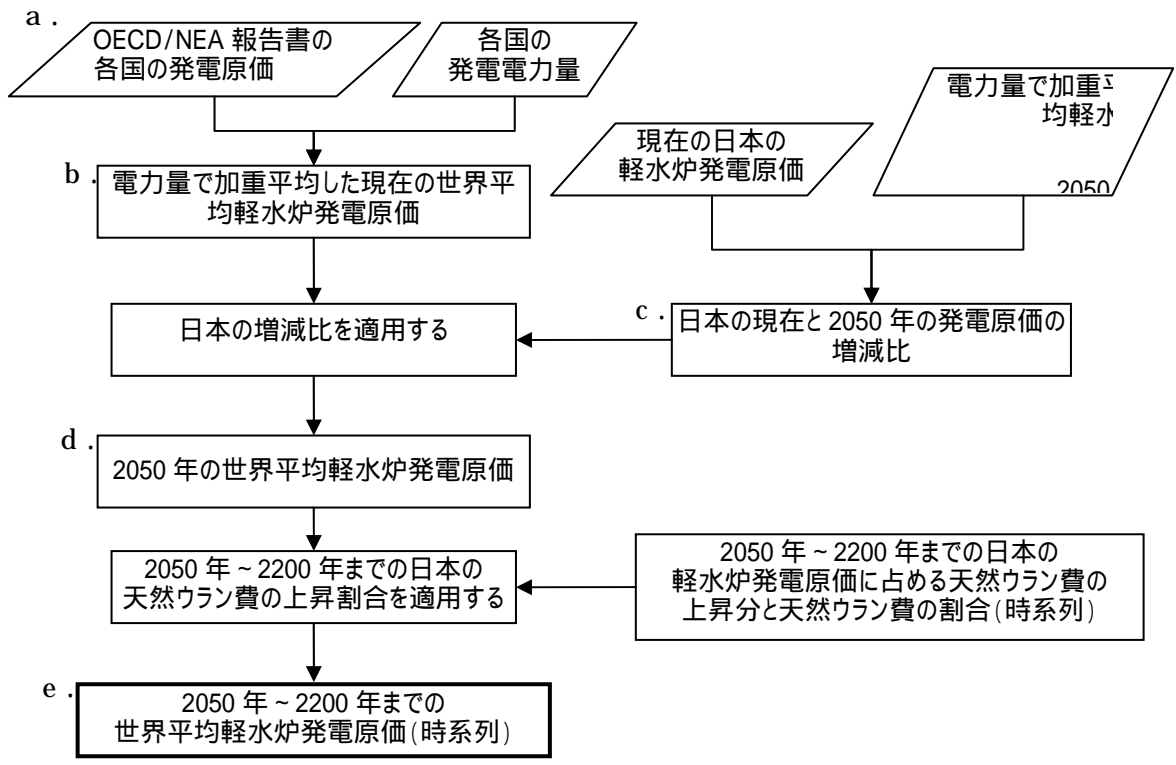 a．
OECD/NEA 報告書の
各国の発電原価
各国の
発電電力量
現在の日本の
軽水炉発電原価
電力量で加重平
均軽水
2050
b．
電力量で加重平均した現在の世界平
均軽水炉発電原価
日本の増減比を適用する
c．
日本の現在と 2050 年の発電原価の
増減比
d．
2050 年の世界平均軽水炉発電原価
2050 年～2200 年までの日本の
天然ウラン費の上昇割合を適用する
2050 年～2200 年までの日本の
軽水炉発電原価に占める天然ウラン費の
上昇分と天然ウラン費の割合(時系列)
e．
2050 年～2200 年までの
世界平均軽水炉発電原価(時系列)